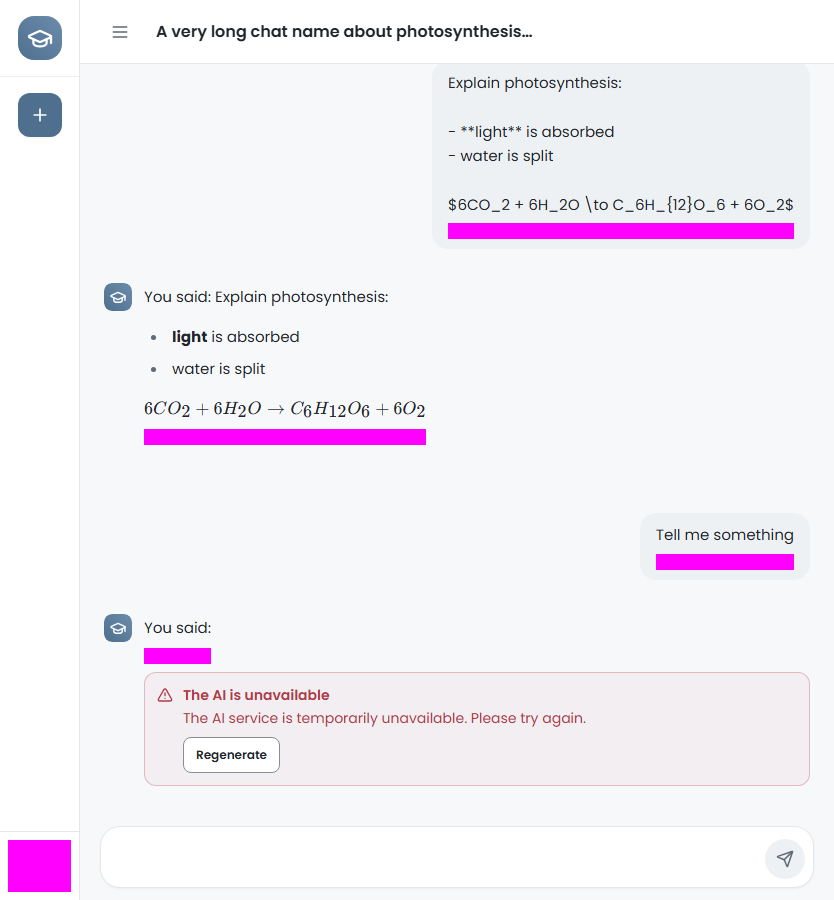 A very long chat name about photosynthesis...
Explain photosynthesis:
- **light** is absorbed
- water is split
$6CO_2 + 6H_2O \to C_6H_{12}O_6 + 6O_2$
You said: Explain photosynthesis:
• light is absorbed
• water is split
6CO₂ + 6H₂O → C₆H₁₂O₆ + 6O₂
Tell me something
You said:
The AI is unavailable
The AI service is temporarily unavailable. Please try again.
Regenerate